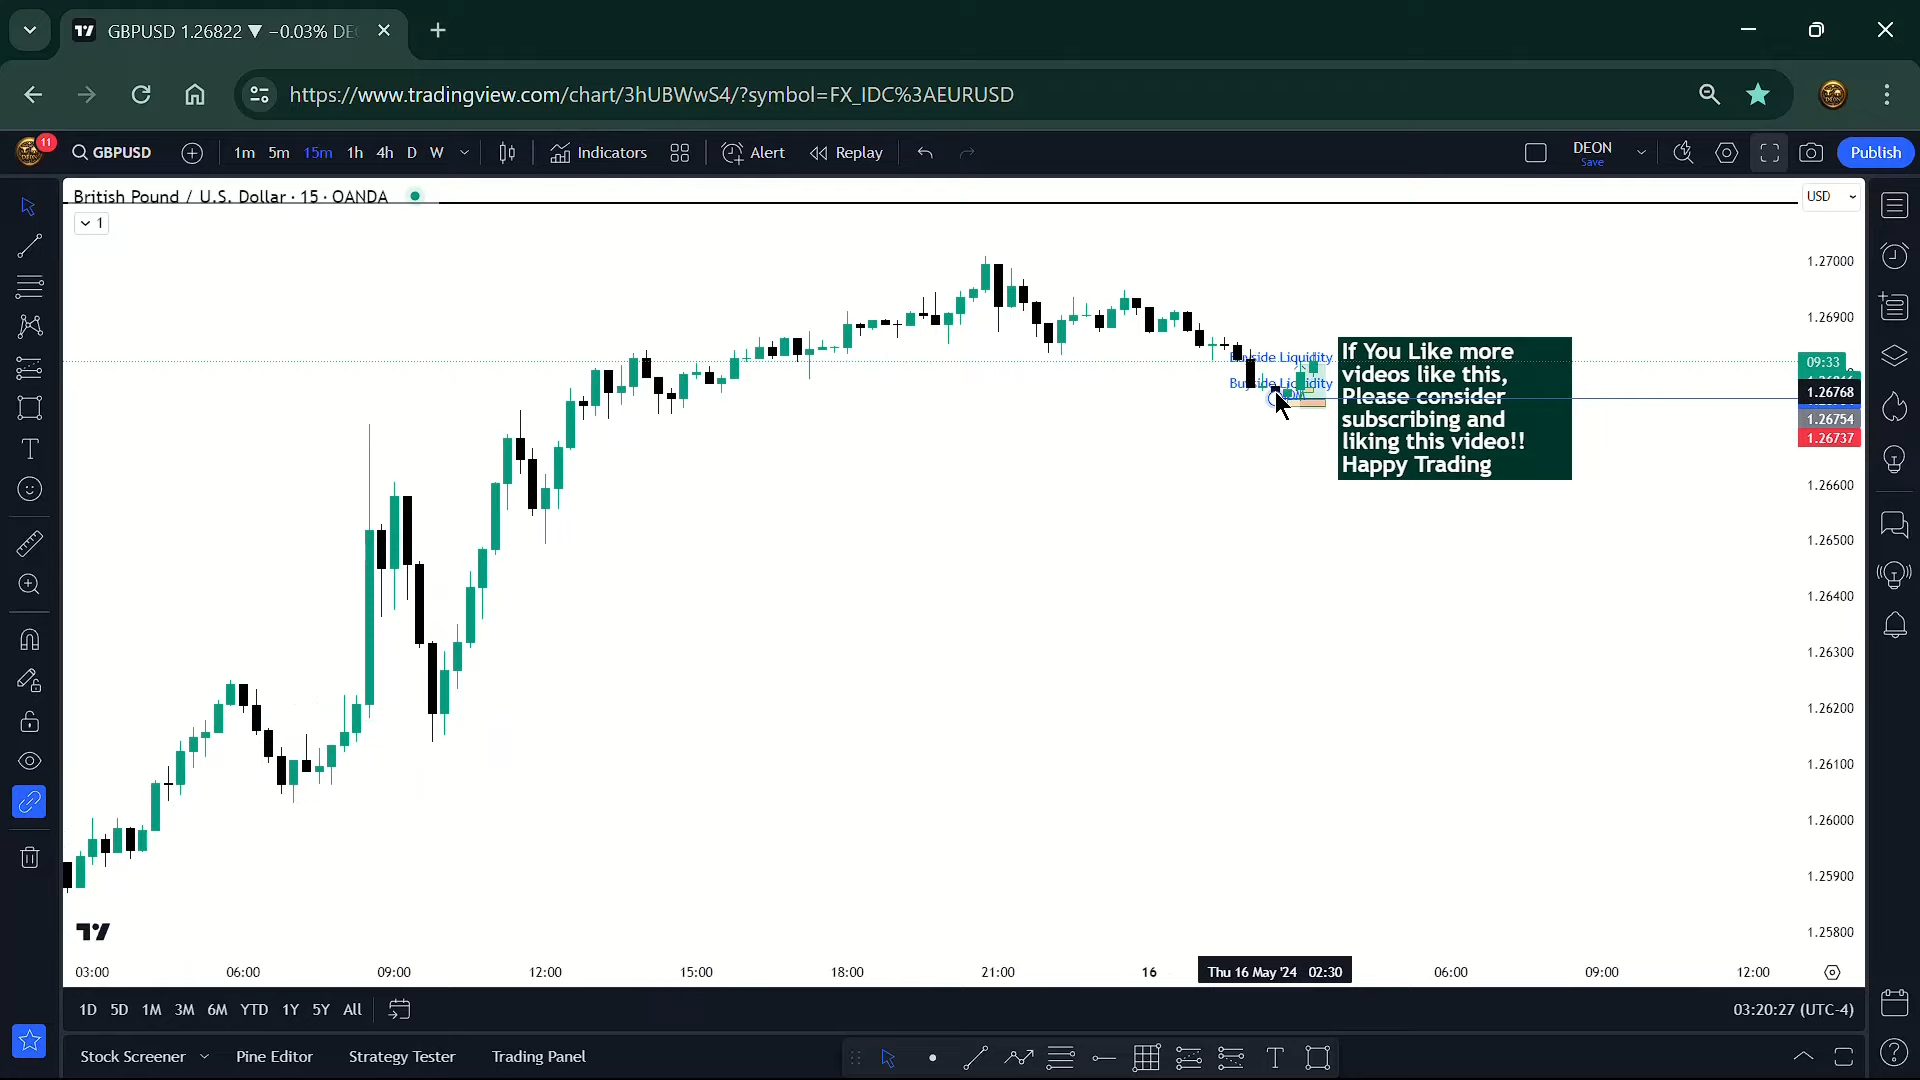 GBPUSD 1.26822 ▼ −0.03% DE
https://www.tradingview.com/chart/3hUBWwS4/?symbol=FX_IDC%3AEURUSD
11
GBPUSD
1m 5m 15m 1h 4h D W
Indicators
Alert
Replay
DEON
Save
Publish
British Pound / U.S. Dollar · 15 · OANDA
1
USD
1.27000
1.26900
09:33
1.26768
1.26754
1.26737
1.26600
1.26500
1.26400
1.26300
1.26200
1.26100
1.26000
1.25900
1.25800
Buyside Liquidity
Buyside Liquidity
If You Like more
videos like this,
Please consider
subscribing and
liking this video!!
Happy Trading
03:00 06:00 09:00 12:00 15:00 18:00 21:00 16 Thu 16 May '24 02:30 06:00 09:00 12:00
1D 5D 1M 3M 6M YTD 1Y 5Y All
03:20:27 (UTC-4)
Stock Screener Pine Editor Strategy Tester Trading Panel